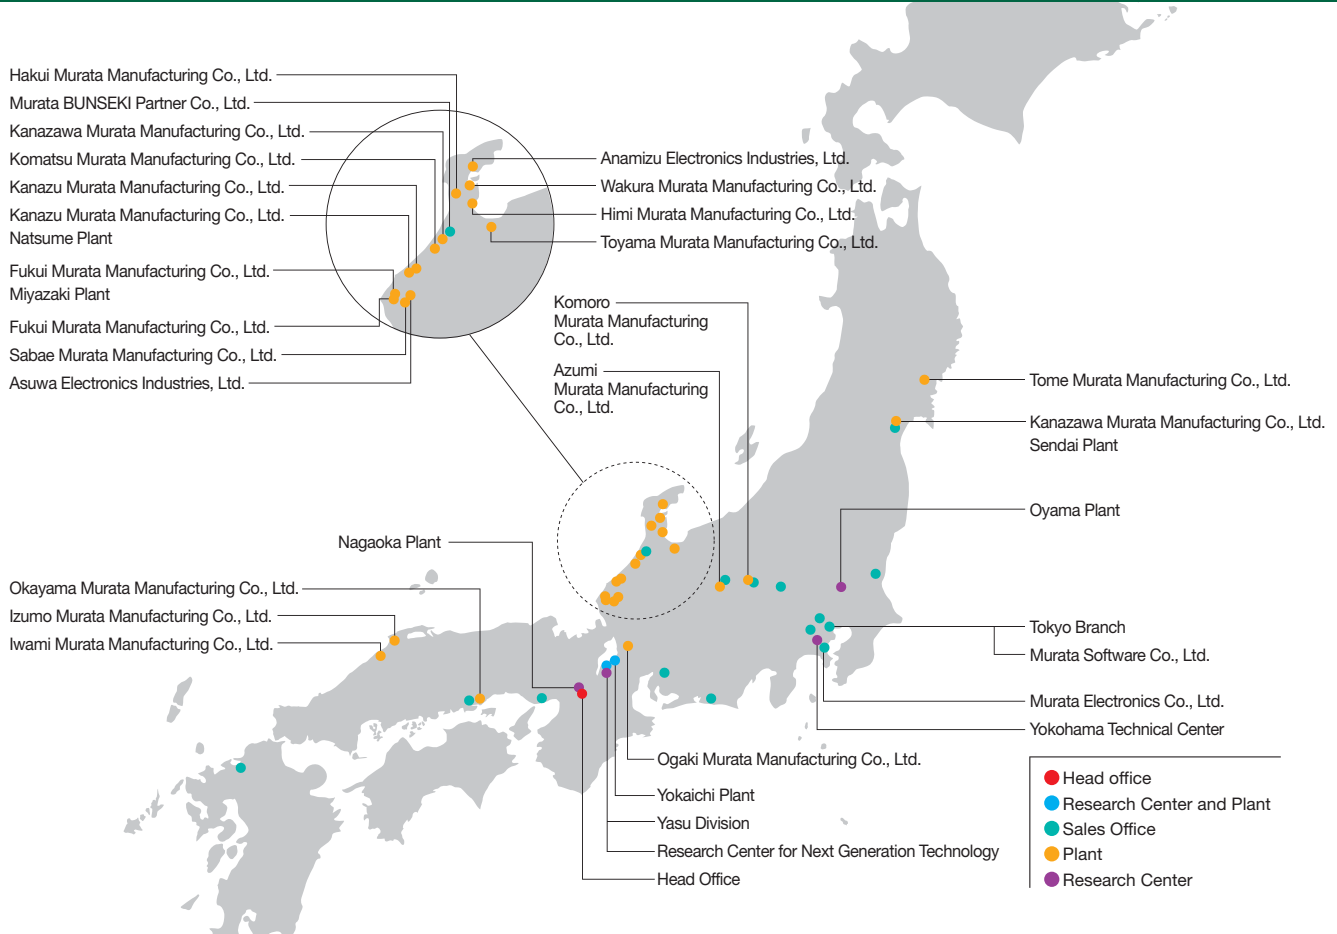 Hakui Murata Manufacturing Co., Ltd.
Murata BUNSEKI Partner Co., Ltd.
Kanazawa Murata Manufacturing Co., Ltd.
Komatsu Murata Manufacturing Co., Ltd.
Kanazu Murata Manufacturing Co., Ltd.
Kanazu Murata Manufacturing Co., Ltd.
Natsume Plant
Fukui Murata Manufacturing Co., Ltd.
Miyazaki Plant
Fukui Murata Manufacturing Co., Ltd.
Sabae Murata Manufacturing Co., Ltd.
Asuwa Electronics Industries, Ltd.
Anamizu Electronics Industries, Ltd.
Wakura Murata Manufacturing Co., Ltd.
Himi Murata Manufacturing Co., Ltd.
Toyama Murata Manufacturing Co., Ltd.
Komoro
Murata Manufacturing
Co., Ltd.
Azumi
Murata Manufacturing
Co., Ltd.
Tome Murata Manufacturing Co., Ltd.
Kanazawa Murata Manufacturing Co., Ltd.
Sendai Plant
Oyama Plant
Nagaoka Plant
Okayama Murata Manufacturing Co., Ltd.
Izumo Murata Manufacturing Co., Ltd.
Iwami Murata Manufacturing Co., Ltd.
Tokyo Branch
Murata Software Co., Ltd.
Murata Electronics Co., Ltd.
Yokohama Technical Center
Ogaki Murata Manufacturing Co., Ltd.
Yokaichi Plant
Yasu Division
Research Center for Next Generation Technology
Head Office
Head office
Research Center and Plant
Sales Office
Plant
Research Center